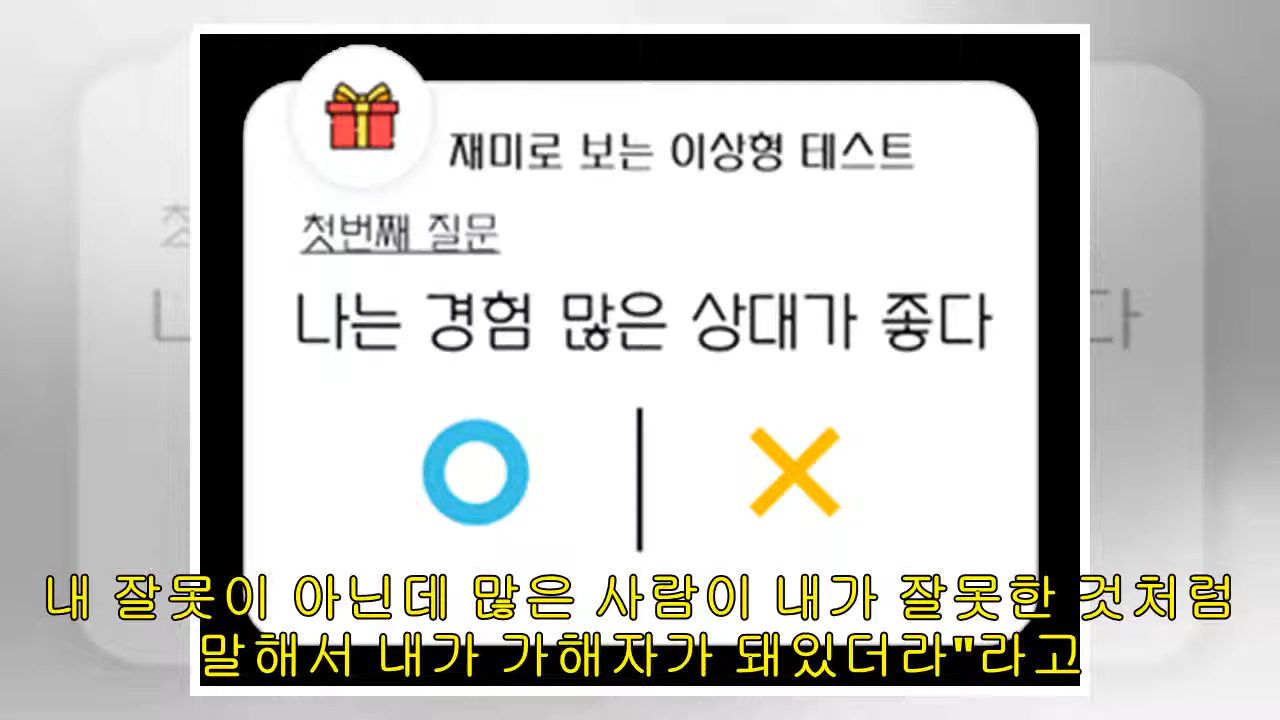 재미로 보는 이상형 테스트
첫번째 질문
나는 경험 많은 상대가 좋다
내 잘못이 아닌데 많은 사람이 내가 잘못한 것처럼
말해서 내가 가해자가 돼있더라"라고